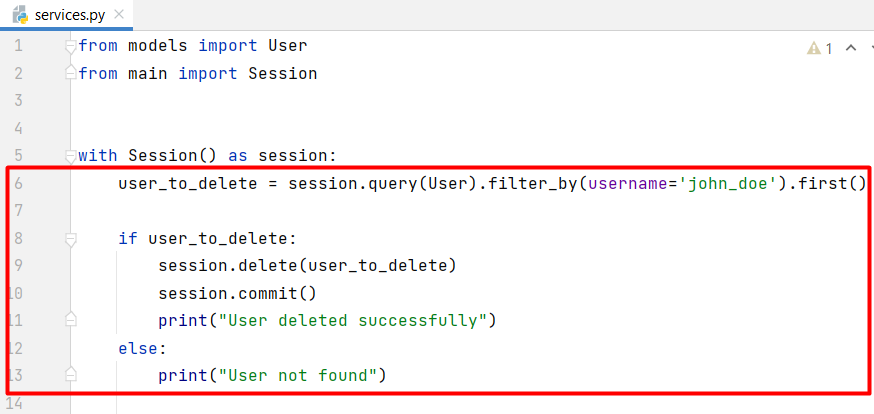 services.py
1 from models import User
2 from main import Session
3
4
5 with Session() as session:
6     user_to_delete = session.query(User).filter_by(username='john_doe').first()
7
8     if user_to_delete:
9         session.delete(user_to_delete)
10         session.commit()
11         print("User deleted successfully")
12     else:
13         print("User not found")
14
1